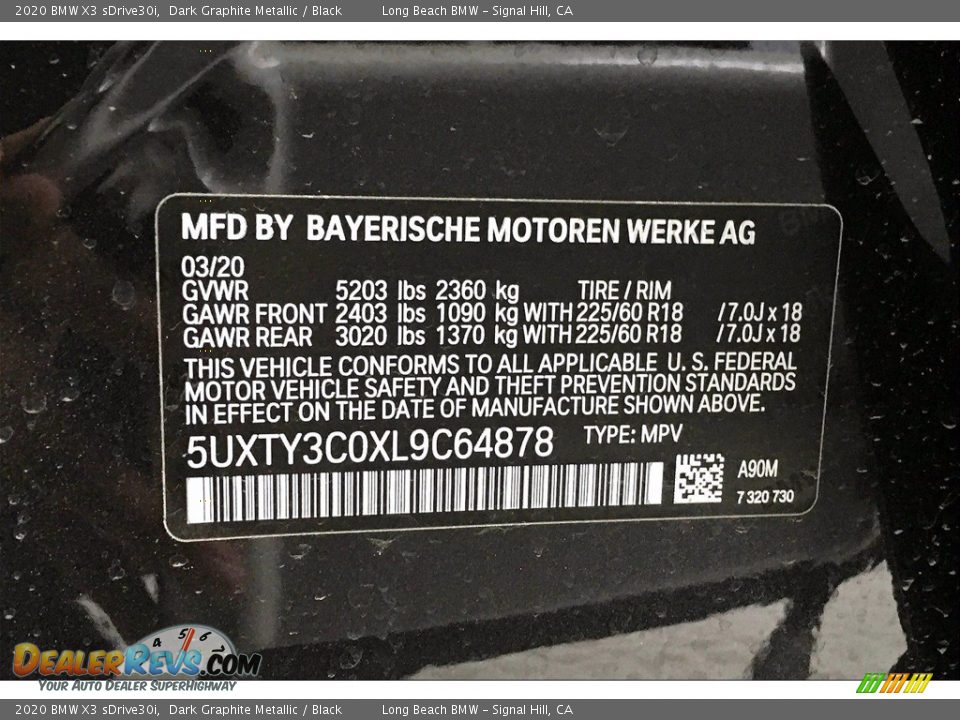 2020 BMW X3 sDrive30i, Dark Graphite Metallic / Black Long Beach BMW - Signal Hill, CA
MFD BY BAYERISCHE MOTOREN WERKE AG
03/20
GVWR 5203 lbs 2360 kg TIRE / RIM
GAWR FRONT 2403 lbs 1090 kg WITH 225/60 R18 /7.0J x 18
GAWR REAR 3020 lbs 1370 kg WITH 225/60 R18 /7.0J x 18
THIS VEHICLE CONFORMS TO ALL APPLICABLE U. S. FEDERAL
MOTOR VEHICLE SAFETY AND THEFT PREVENTION STANDARDS
IN EFFECT ON THE DATE OF MANUFACTURE SHOWN ABOVE.
5UXTY3C0XL9C64878 TYPE: MPV
A90M
7 320 730
4 5 6
DEALERREVS.COM
YOUR AUTO DEALER SUPERHIGHWAY
2020 BMW X3 sDrive30i, Dark Graphite Metallic / Black Long Beach BMW - Signal Hill, CA